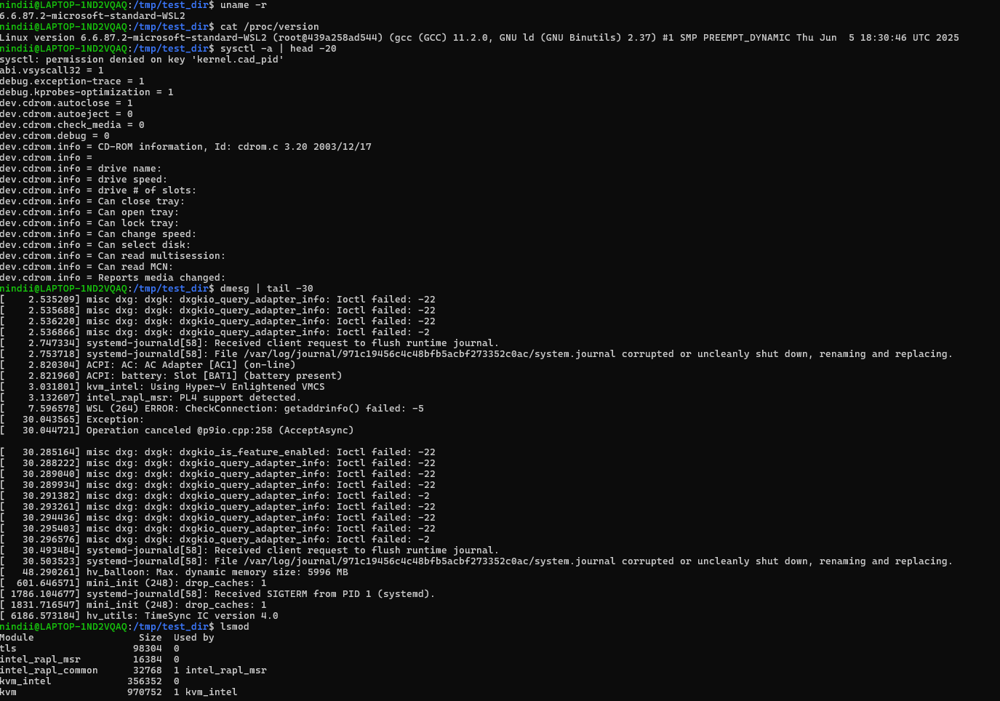 nindii@LAPTOP-1ND2VQAQ:/tmp/test_dir$ uname -r
6.6.87.2-microsoft-standard-WSL2
nindii@LAPTOP-1ND2VQAQ:/tmp/test_dir$ cat /proc/version
Linux version 6.6.87.2-microsoft-standard-WSL2 (root@439a258ad544) (gcc (GCC) 11.2.0, GNU ld (GNU Binutils) 2.37) #1 SMP PREEMPT_DYNAMIC Thu Jun  5 18:30:46 UTC 2025
nindii@LAPTOP-1ND2VQAQ:/tmp/test_dir$ sysctl -a | head -20
sysctl: permission denied on key 'kernel.cad_pid'
abi.vsyscall32 = 1
debug.exception-trace = 1
debug.kprobes-optimization = 1
dev.cdrom.autoclose = 1
dev.cdrom.autoeject = 0
dev.cdrom.check_media = 0
dev.cdrom.debug = 0
dev.cdrom.info = CD-ROM information, Id: cdrom.c 3.20 2003/12/17
dev.cdrom.info =
dev.cdrom.info = drive name:
dev.cdrom.info = drive speed:
dev.cdrom.info = drive # of slots:
dev.cdrom.info = Can close tray:
dev.cdrom.info = Can open tray:
dev.cdrom.info = Can lock tray:
dev.cdrom.info = Can change speed:
dev.cdrom.info = Can select disk:
dev.cdrom.info = Can read multisession:
dev.cdrom.info = Can read MCN:
dev.cdrom.info = Reports media changed:
nindii@LAPTOP-1ND2VQAQ:/tmp/test_dir$ dmesg | tail -30
[    2.535209] misc dxg: dxgk: dxgkio_query_adapter_info: Ioctl failed: -22
[    2.535688] misc dxg: dxgk: dxgkio_query_adapter_info: Ioctl failed: -22
[    2.536220] misc dxg: dxgk: dxgkio_query_adapter_info: Ioctl failed: -22
[    2.536866] misc dxg: dxgk: dxgkio_query_adapter_info: Ioctl failed: -2
[    2.747334] systemd-journald[58]: Received client request to flush runtime journal.
[    2.753718] systemd-journald[58]: File /var/log/journal/971c19456c4c48bfb5acbf273352c0ac/system.journal corrupted or uncleanly shut down, renaming and replacing.
[    2.820304] ACPI: AC: AC Adapter [AC1] (on-line)
[    2.821960] ACPI: battery: Slot [BAT1] (battery present)
[    3.031801] kvm_intel: Using Hyper-V Enlightened VMCS
[    3.132607] intel_rapl_msr: PL4 support detected.
[    7.596578] WSL (264) ERROR: CheckConnection: getaddrinfo() failed: -5
[   30.043565] Exception:
[   30.044721] Operation canceled @p9io.cpp:258 (AcceptAsync)
[   30.285164] misc dxg: dxgk: dxgkio_is_feature_enabled: Ioctl failed: -22
[   30.288222] misc dxg: dxgk: dxgkio_query_adapter_info: Ioctl failed: -22
[   30.289040] misc dxg: dxgk: dxgkio_query_adapter_info: Ioctl failed: -22
[   30.289934] misc dxg: dxgk: dxgkio_query_adapter_info: Ioctl failed: -22
[   30.291382] misc dxg: dxgk: dxgkio_query_adapter_info: Ioctl failed: -2
[   30.293261] misc dxg: dxgk: dxgkio_query_adapter_info: Ioctl failed: -22
[   30.294436] misc dxg: dxgk: dxgkio_query_adapter_info: Ioctl failed: -22
[   30.295403] misc dxg: dxgk: dxgkio_query_adapter_info: Ioctl failed: -22
[   30.296576] misc dxg: dxgk: dxgkio_query_adapter_info: Ioctl failed: -2
[   30.493484] systemd-journald[58]: Received client request to flush runtime journal.
[   30.503523] systemd-journald[58]: File /var/log/journal/971c19456c4c48bfb5acbf273352c0ac/system.journal corrupted or uncleanly shut down, renaming and replacing.
[   48.290261] hv_balloon: Max. dynamic memory size: 5996 MB
[  601.646571] mini_init (248): drop_caches: 1
[ 1786.104677] systemd-journald[58]: Received SIGTERM from PID 1 (systemd).
[ 1831.716547] mini_init (248): drop_caches: 1
[ 6186.573184] hv_utils: TimeSync IC version 4.0
nindii@LAPTOP-1ND2VQAQ:/tmp/test_dir$ lsmod
Module                  Size  Used by
tls                    98304  0
intel_rapl_msr         16384  0
intel_rapl_common      32768  1 intel_rapl_msr
kvm_intel             356352  0
kvm                   970752  1 kvm_intel